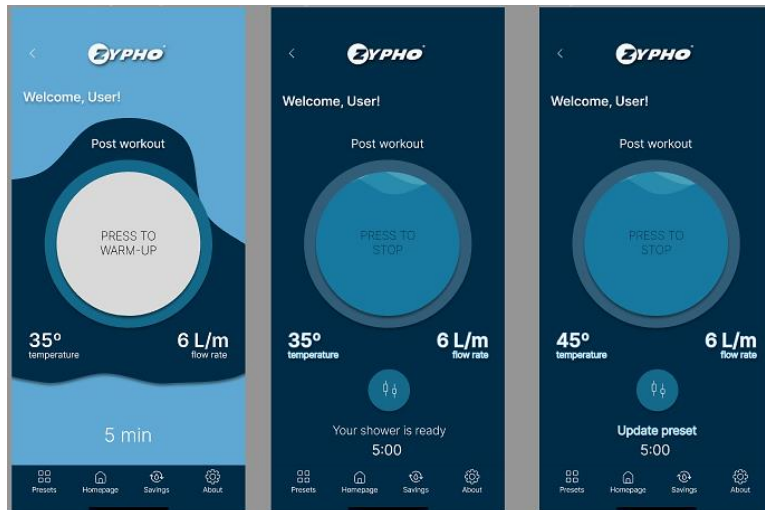 ZYPHO
Welcome, User!
Post workout
PRESS TO
WARM-UP
35º
temperature
6 L/m
flow rate
5 min
Presets
Homepage
Savings
About
ZYPHO
Welcome, User!
Post workout
PRESS TO
STOP
35º
temperature
6 L/m
flow rate
Your shower is ready
5:00
Presets
Homepage
Savings
About
ZYPHO
Welcome, User!
Post workout
PRESS TO
STOP
45º
temperature
6 L/m
flow rate
Update preset
5:00
Presets
Homepage
Savings
About